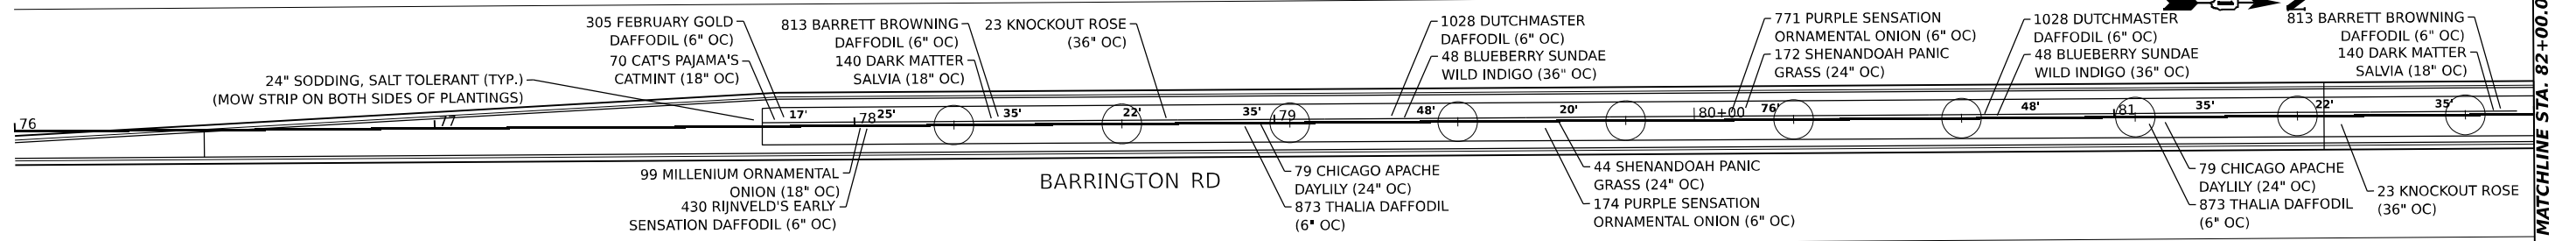 305 FEBRUARY GOLD
DAFFODIL (6" OC)
70 CAT'S PAJAMA'S
CATMINT (18" OC)
813 BARRETT BROWNING
DAFFODIL (6" OC)
140 DARK MATTER
SALVIA (18" OC)
23 KNOCKOUT ROSE
(36" OC)
1028 DUTCHMASTER
DAFFODIL (6" OC)
48 BLUEBERRY SUNDAE
WILD INDIGO (36" OC)
771 PURPLE SENSATION
ORNAMENTAL ONION (6" OC)
172 SHENANDOAH PANIC
GRASS (24" OC)
1028 DUTCHMASTER
DAFFODIL (6" OC)
48 BLUEBERRY SUNDAE
WILD INDIGO (36" OC)
813 BARRETT BROWNING
DAFFODIL (6" OC)
140 DARK MATTER
SALVIA (18" OC)
24" SODDING, SALT TOLERANT (TYP.)
(MOW STRIP ON BOTH SIDES OF PLANTINGS)
76
77
17'
78
25'
35'
22'
35'
79
48'
20'
80+00
76'
48'
81
35'
22'
35'
99 MILLENIUM ORNAMENTAL
ONION (18" OC)
430 RIJNVELD'S EARLY
SENSATION DAFFODIL (6" OC)
BARRINGTON RD
79 CHICAGO APACHE
DAYLILY (24" OC)
873 THALIA DAFFODIL
(6" OC)
44 SHENANDOAH PANIC
GRASS (24" OC)
174 PURPLE SENSATION
ORNAMENTAL ONION (6" OC)
79 CHICAGO APACHE
DAYLILY (24" OC)
873 THALIA DAFFODIL
(6" OC)
23 KNOCKOUT ROSE
(36" OC)
MATCHLINE STA. 82+00.0